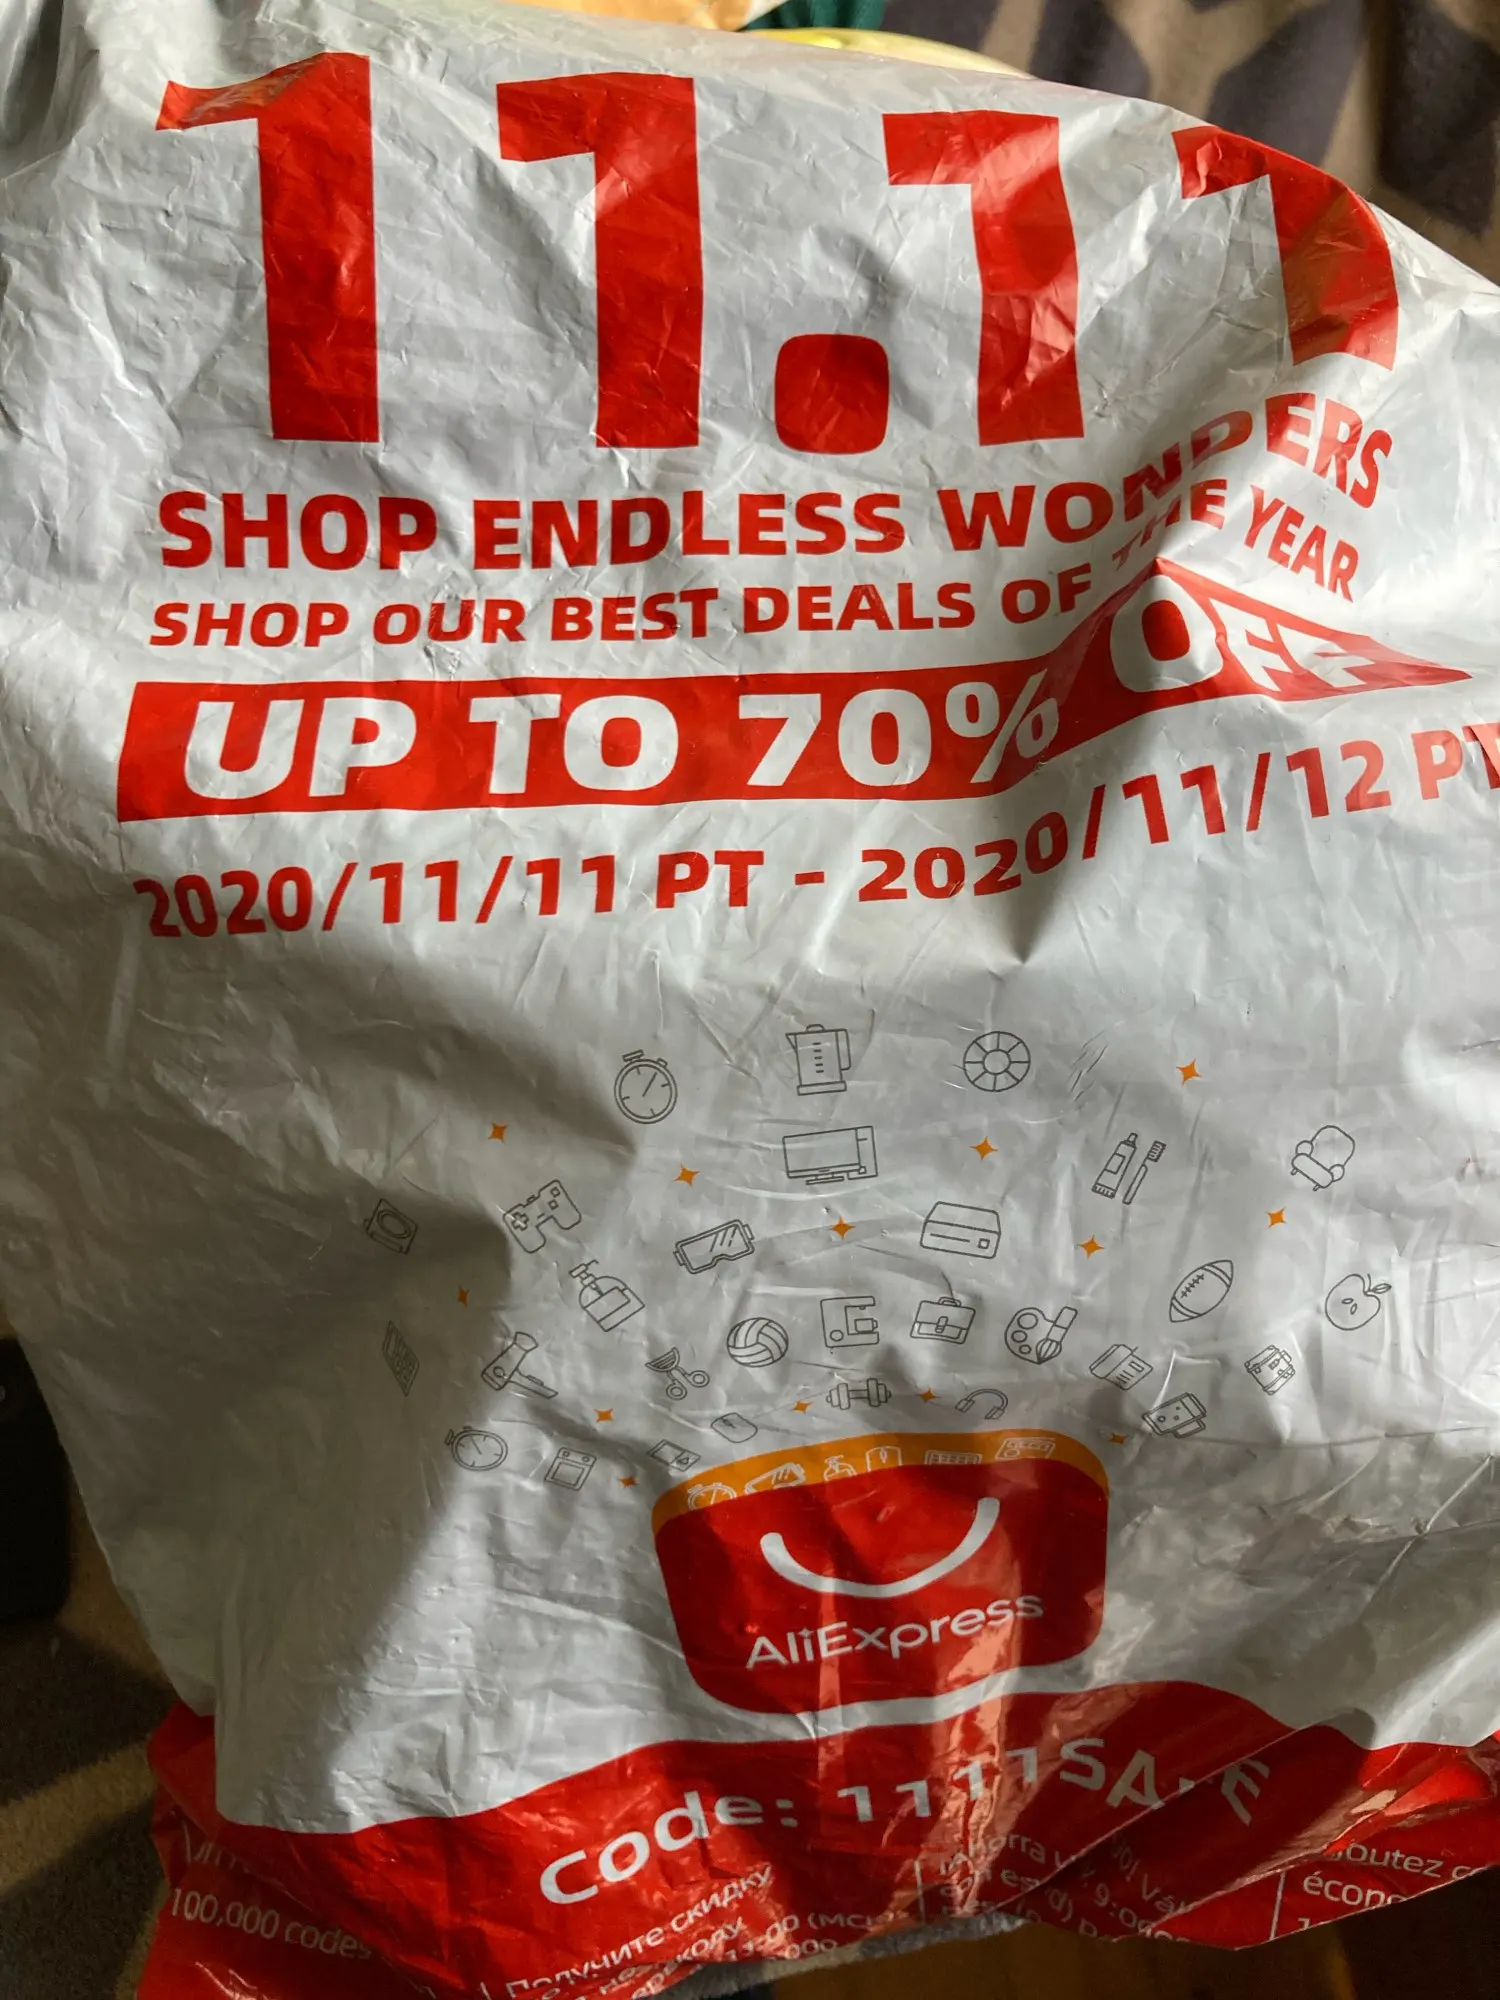 11.11
SHOP ENDLESS WONDERS
SHOP OUR BEST DEALS OF THE YEAR
UP TO 70% OFF
2020/11/11 PT - 2020/11/12 PT
AliExpress
code: 1111SAVE
100,000 codes
Получите скидку